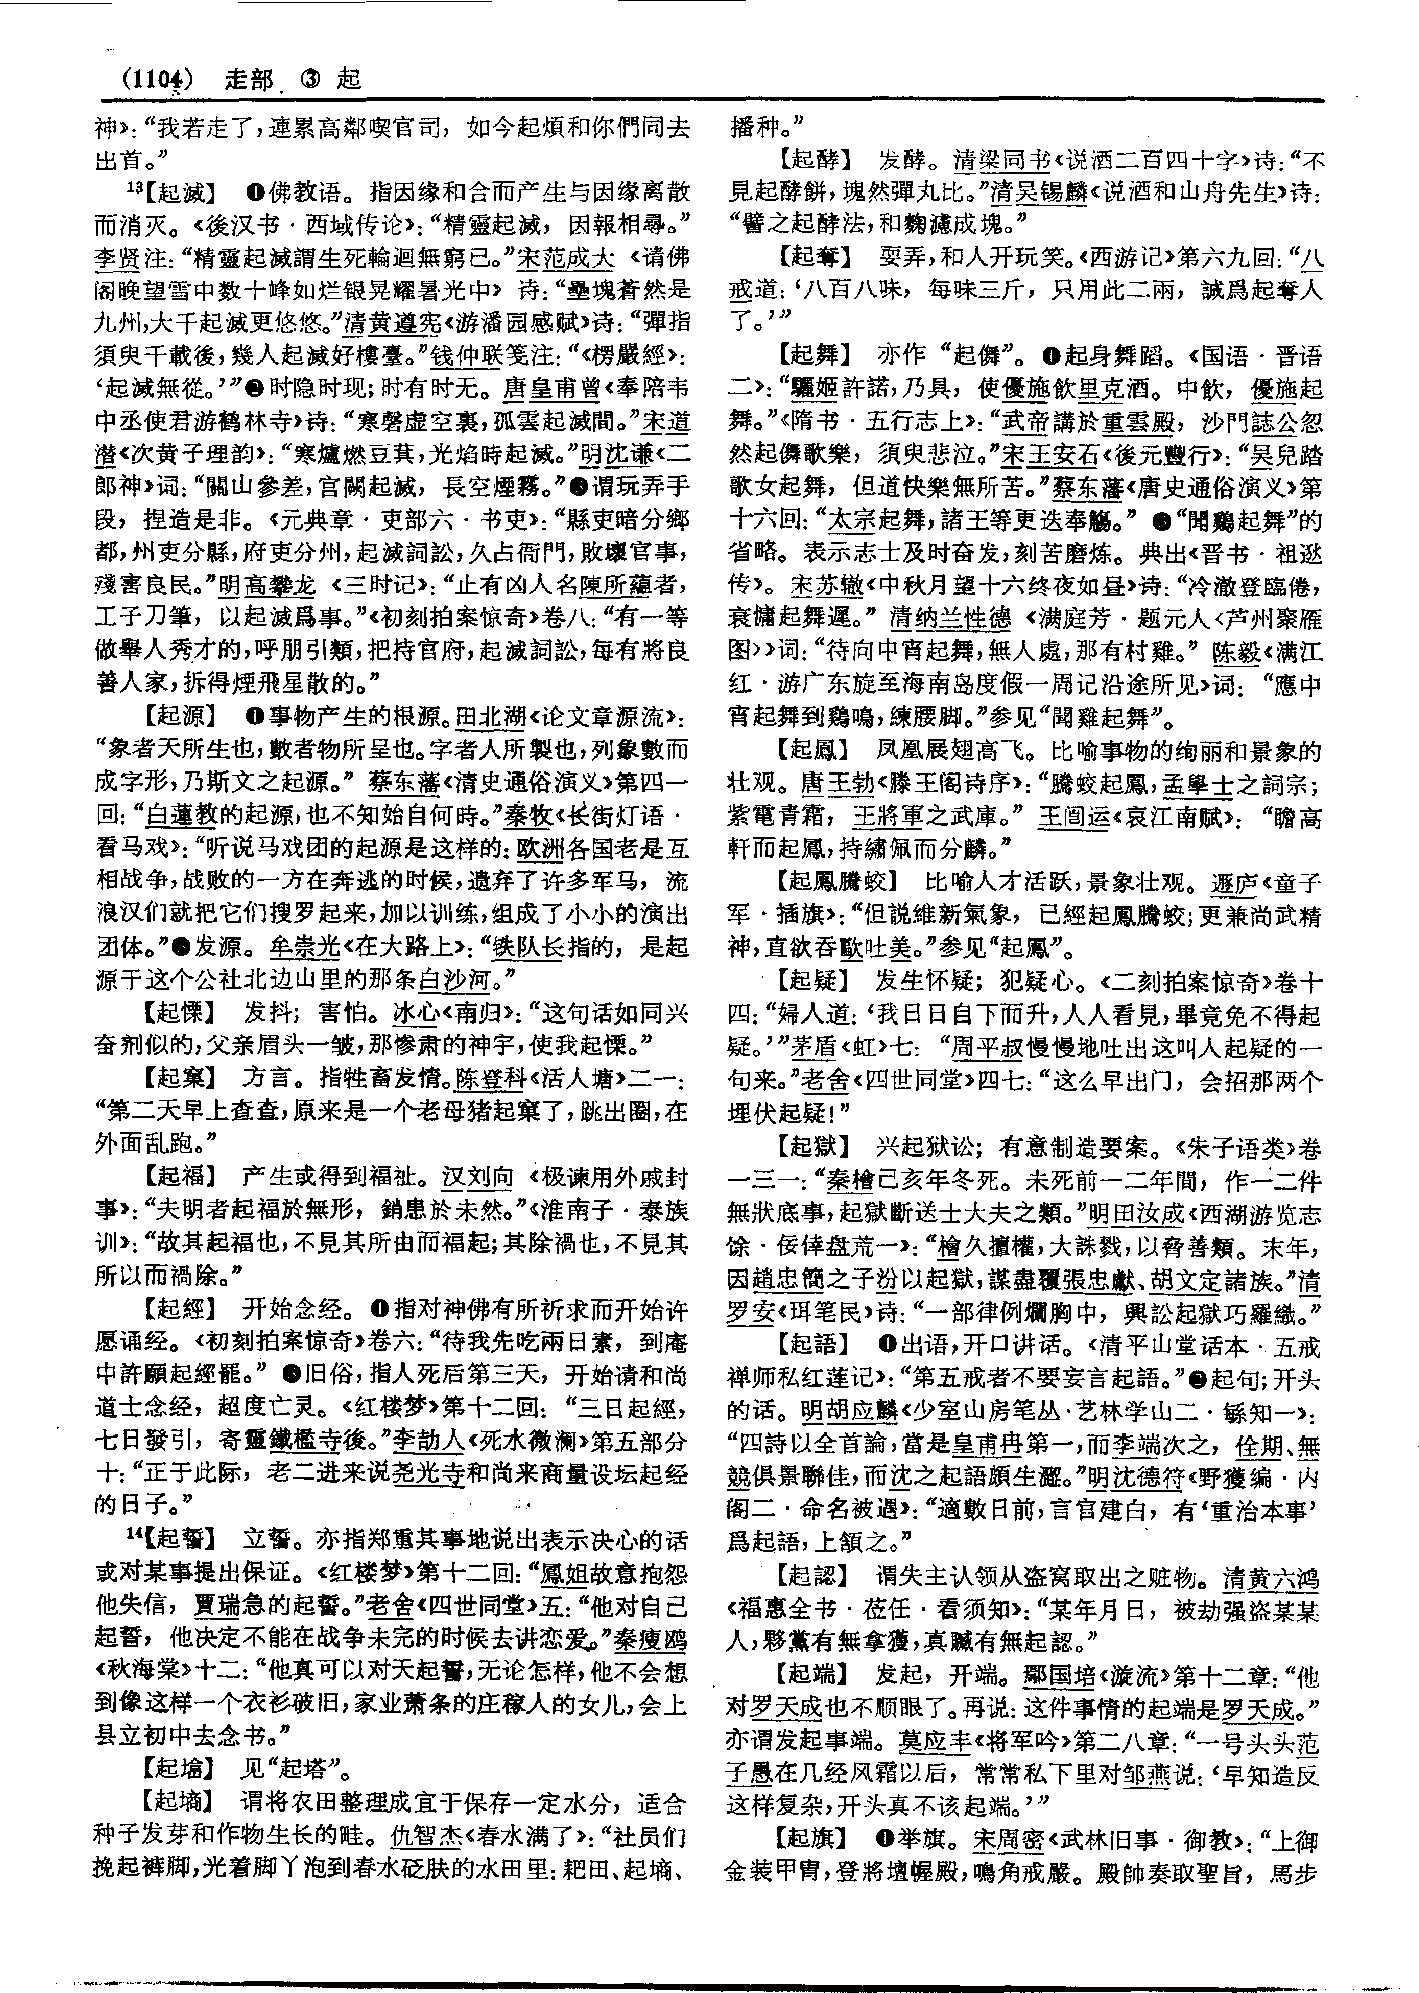 (1104) 走部 ③ 起
神》：“我若走了，連累高鄰喫官司，如今起煩和你們同去
出首。”
13【起滅】 ❶佛教语。指因缘和合而产生与因缘离散
而消灭。《後汉书·西域传论》：“精靈起滅，因報相尋。”
李贤注：“精靈起滅謂生死輪迴無窮已。”宋范成大《请佛
阁晚望雪中数十峰如烂银晃耀暑光中》诗：“壘塊蒼然是
九州，大千起滅更悠悠。”清黄遵宪《游潘园感赋》诗：“彈指
須臾千載後，幾人起滅好樓臺。”钱仲联笺注：“《楞嚴經》：
‘起滅無從。’”❷时隐时现；时有时无。唐皇甫曾《奉陪韦
中丞使君游鹤林寺》诗：“寒磬虚空裏，孤雲起滅間。”宋道
潜《次黄子理韵》：“寒爐燃豆萁，光焰時起滅。”明沈谦《二
郎神》词：“關山參差，宫闕起滅，長空煙霧。”❸谓玩弄手
段，捏造是非。《元典章·吏部六·书吏》：“縣吏暗分鄉
都，州吏分縣，府吏分州，起滅詞訟，久占衙門，敗壞官事，
殘害良民。”明高攀龙《三时记》：“止有凶人名陳所蘊者，
工于刀筆，以起滅爲事。”《初刻拍案惊奇》卷八：“有一等
做舉人秀才的，呼朋引類，把持官府，起滅詞訟，每有將良
善人家，拆得煙飛星散的。”
【起源】 ❶事物产生的根源。田北湖《论文章源流》：
“象者天所生也，數者物所呈也。字者人所製也，列象數而
成字形，乃斯文之起源。”蔡东藩《清史通俗演义》第四一
回：“白蓮教的起源，也不知始自何時。”秦牧《长街灯语·
看马戏》：“听说马戏团的起源是这样的：欧洲各国老是互
相战争，战败的一方在奔逃的时候，遗弃了许多军马，流
浪汉们就把它们搜罗起来，加以训练，组成了小小的演出
团体。”❷发源。牟崇光《在大路上》：“铁队长指的，是起
源于这个公社北边山里的那条白沙河。”
【起慄】 发抖；害怕。冰心《南归》：“这句话如同兴
奋剂似的，父亲眉头一皱，那惨肃的神宇，使我起慄。”
【起窠】 方言。指牲畜发情。陈登科《活人塘》二一：
“第二天早上查查，原来是一个老母猪起窠了，跳出圈，在
外面乱跑。”
【起福】 产生或得到福祉。汉刘向《极谏用外戚封
事》：“夫明者起福於無形，銷患於未然。”《淮南子·泰族
训》：“故其起福也，不見其所由而福起；其除禍也，不見其
所以而禍除。”
【起經】 开始念经。❶指对神佛有所祈求而开始许
愿诵经。《初刻拍案惊奇》卷六：“待我先吃兩日素，到庵
中許願起經罷。”❷旧俗，指人死后第三天，开始请和尚
道士念经，超度亡灵。《红楼梦》第十二回：“三日起經，
七日發引，寄靈鐵檻寺後。”李劼人《死水微澜》第五部分
十：“正于此际，老二进来说尧光寺和尚来商量设坛起经
的日子。”
14【起誓】 立誓。亦指郑重其事地说出表示决心的话
或对某事提出保证。《红楼梦》第十二回：“鳳姐故意抱怨
他失信，賈瑞急的起誓。”老舍《四世同堂》五：“他对自己
起誓，他决定不能在战争未完的时候去讲恋爱。”秦瘦鸥
《秋海棠》十二：“他真可以对天起誓，无论怎样，他不会想
到像这样一个衣衫破旧，家业萧条的庄稼人的女儿，会上
县立初中去念书。”
【起墖】 见“起塔”。
【起墒】 谓将农田整理成宜于保存一定水分，适合
种子发芽和作物生长的畦。仇智杰《春水满了》：“社员们
挽起裤脚，光着脚丫泡到春水砭肤的水田里：耙田、起墒、
播种。”
【起酵】 发酵。清梁同书《说酒二百四十字》诗：“不
見起酵餅，塊然彈丸比。”清吴锡麟《说酒和山舟先生》诗：
“譬之起酵法，和麴濾成塊。”
【起奪】 耍弄，和人开玩笑。《西游记》第六九回：“八
戒道：‘八百八味，每味三斤，只用此二兩，誠爲起奪人
了。’”
【起舞】 亦作“起儛”。❶起身舞蹈。《国语·晋语
二》：“驪姬許諾，乃具，使優施飲里克酒。中飲，優施起
舞。”《隋书·五行志上》：“武帝講於重雲殿，沙門誌公忽
然起儛歌樂，須臾悲泣。”宋王安石《後元豐行》：“吴兒踏
歌女起舞，但道快樂無所苦。”蔡东藩《唐史通俗演义》第
十六回：“太宗起舞，諸王等更迭奉觴。”❷“聞鷄起舞”的
省略。表示志士及时奋发，刻苦磨炼。典出《晋书·祖逖
传》。宋苏辙《中秋月望十六终夜如昼》诗：“冷澈登臨倦，
衰慵起舞遲。”清纳兰性德《满庭芳·题元人〈芦州聚雁
图〉》词：“待向中宵起舞，無人處，那有村雞。”陈毅《满江
红·游广东旋至海南岛度假一周记沿途所见》词：“應中
宵起舞到鷄鳴，練腰脚。”参见“聞雞起舞”。
【起鳳】 凤凰展翅高飞。比喻事物的绚丽和景象的
壮观。唐王勃《滕王阁诗序》：“騰蛟起鳳，孟學士之詞宗；
紫電青霜，王將軍之武庫。”王闿运《哀江南赋》：“瞻高
軒而起鳳，持繡佩而分麟。”
【起鳳騰蛟】 比喻人才活跃，景象壮观。遯庐《童子
军·插旗》：“但説維新氣象，已經起鳳騰蛟；更兼尚武精
神，直欲吞歐吐美。”参见“起鳳”。
【起疑】 发生怀疑；犯疑心。《二刻拍案惊奇》卷十
四：“婦人道：‘我日日自下而升，人人看見，畢竟免不得起
疑。’”茅盾《虹》七：“周平叔慢慢地吐出这叫人起疑的一
句来。”老舍《四世同堂》四七：“这么早出门，会招那两个
埋伏起疑！”
【起獄】 兴起狱讼；有意制造要案。《朱子语类》卷
一三一：“秦檜己亥年冬死。未死前一二年間，作一二件
無狀底事，起獄斷送士大夫之類。”明田汝成《西湖游览志
馀·佞倖盘荒一》：“檜久擅權，大誅戮，以脅善類。末年，
因趙忠簡之子汾以起獄，謀盡覆張忠獻、胡文定諸族。”清
罗安《珥笔民》诗：“一部律例爛胸中，興訟起獄巧羅織。”
【起語】 ❶出语，开口讲话。《清平山堂话本·五戒
禅师私红莲记》：“第五戒者不要妄言起語。”❷起句；开头
的话。明胡应麟《少室山房笔丛·艺林学山二·繇知一》：
“四詩以全首論，當是皇甫冉第一，而李端次之，佺期、無
競俱景聯佳，而沈之起語頗生澀。”明沈德符《野獲编·内
阁二·命名被遇》：“適數日前，言官建白，有‘重治本事’
爲起語，上頷之。”
【起認】 谓失主认领从盗窝取出之赃物。清黄六鸿
《福惠全书·莅任·看须知》：“某年月日，被劫强盗某某
人，夥黨有無拿獲，真贓有無起認。”
【起端】 发起，开端。鄢国培《漩流》第十二章：“他
对罗天成也不顺眼了。再说：这件事情的起端是罗天成。”
亦谓发起事端。莫应丰《将军吟》第二八章：“一号头头范
子愚在几经风霜以后，常常私下里对邹燕说：‘早知造反
这样复杂，开头真不该起端。’”
【起旗】 ❶举旗。宋周密《武林旧事·御教》：“上御
金装甲胄，登將壇幄殿，鳴角戒嚴。殿帥奏取聖旨，馬步